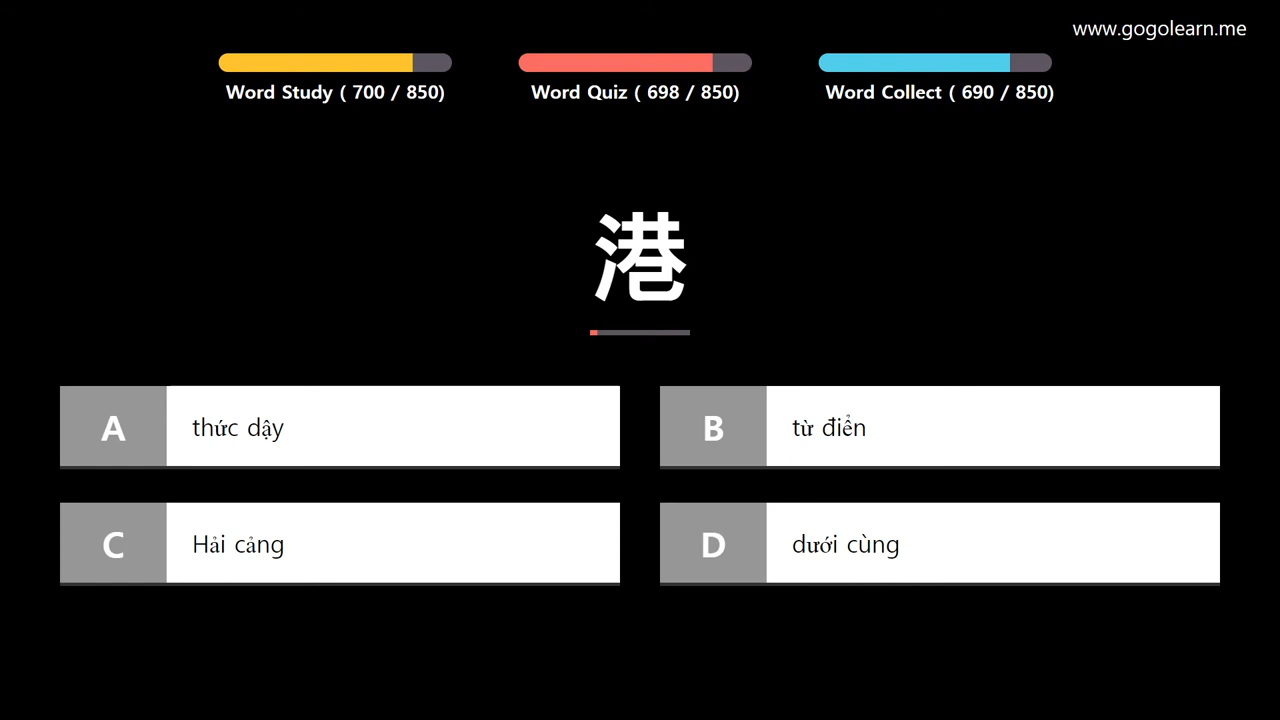 www.gogolearn.me
Word Study ( 700 / 850)
Word Quiz ( 698 / 850)
Word Collect ( 690 / 850)
港
A
thức dậy
B
từ điển
C
Hải cảng
D
dưới cùng